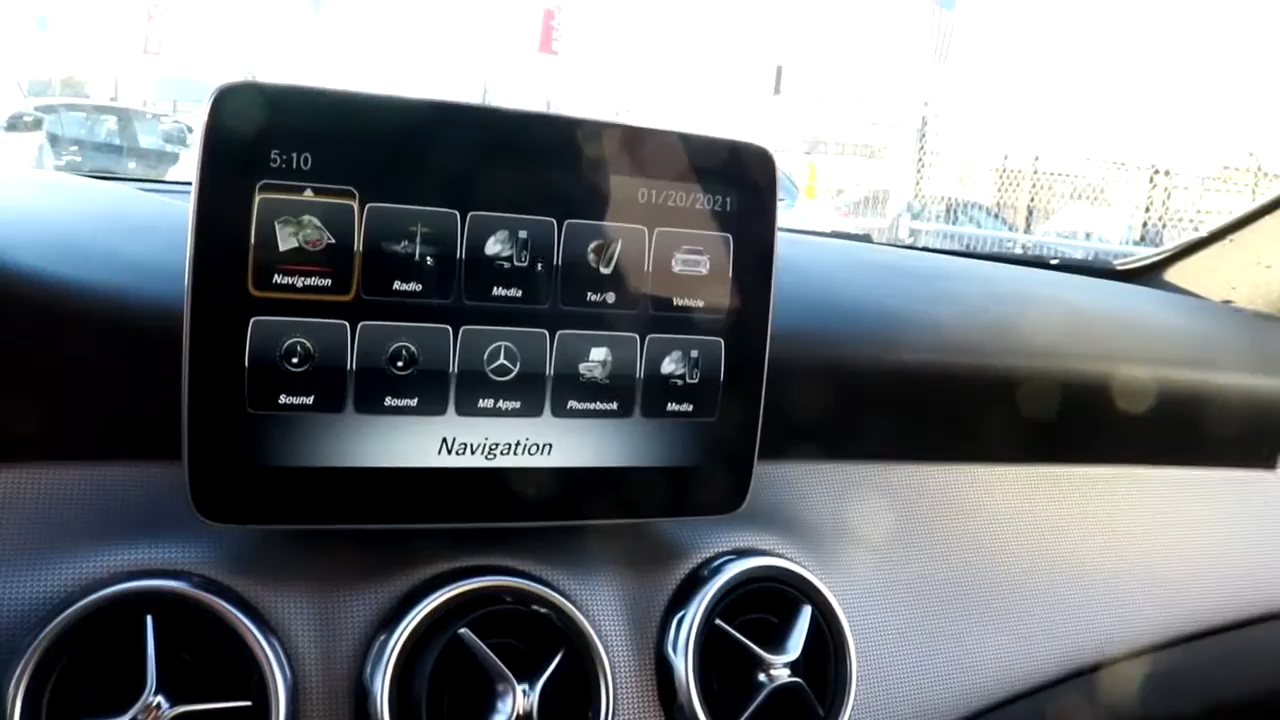 5:10
01/20/2021
Navigation
Radio
Media
Tel/
Vehicle
Sound
Sound
MB Apps
Phonebook
Media
Navigation